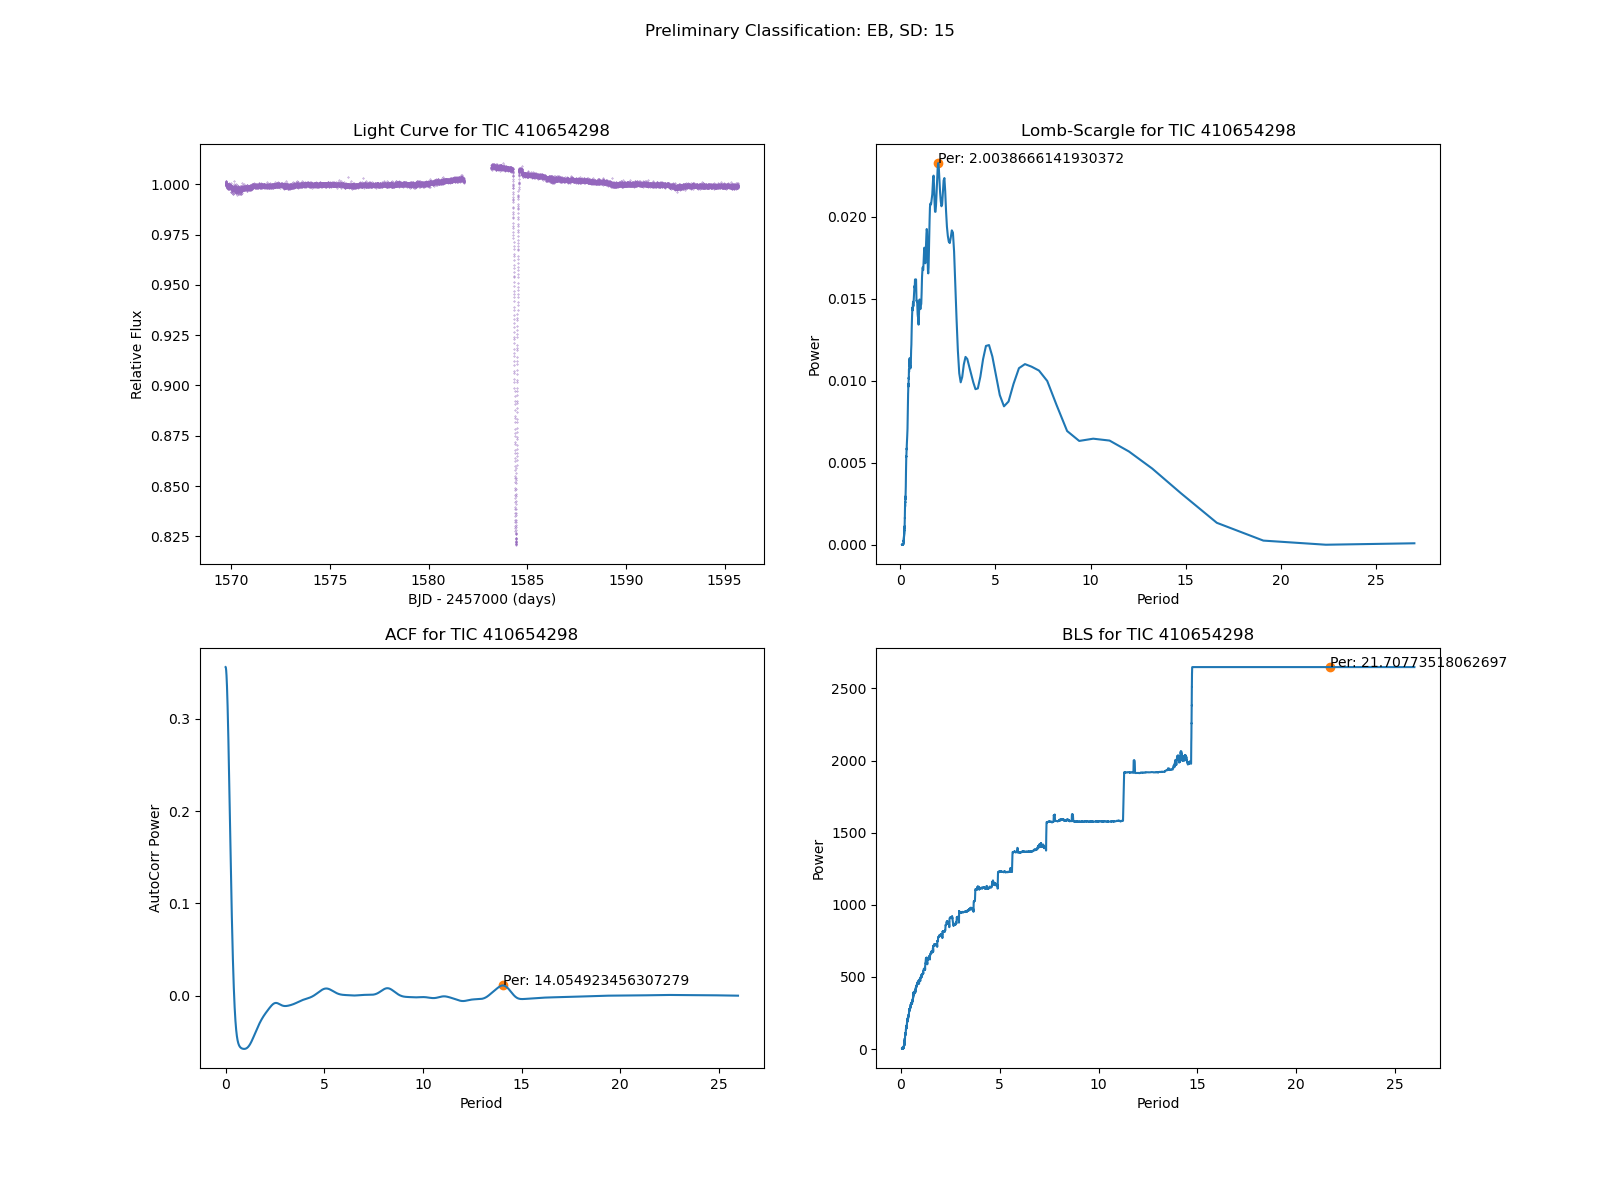 Preliminary Classification: EB, SD: 15
Light Curve for TIC 410654298
1.000
0.975
0.950
0.925
0.900
0.875
0.850
0.825
Relative Flux
1570 1575 1580 1585 1590 1595
BJD - 2457000 (days)
Lomb-Scargle for TIC 410654298
Per: 2.0038666141930372
0.020
0.015
0.010
0.005
0.000
Power
0 5 10 15 20 25
Period
ACF for TIC 410654298
0.3
0.2
0.1
0.0
AutoCorr Power
Per: 14.054923456307279
0 5 10 15 20 25
Period
BLS for TIC 410654298
Per: 21.70773518062697
2500
2000
1500
1000
500
0
Power
0 5 10 15 20 25
Period